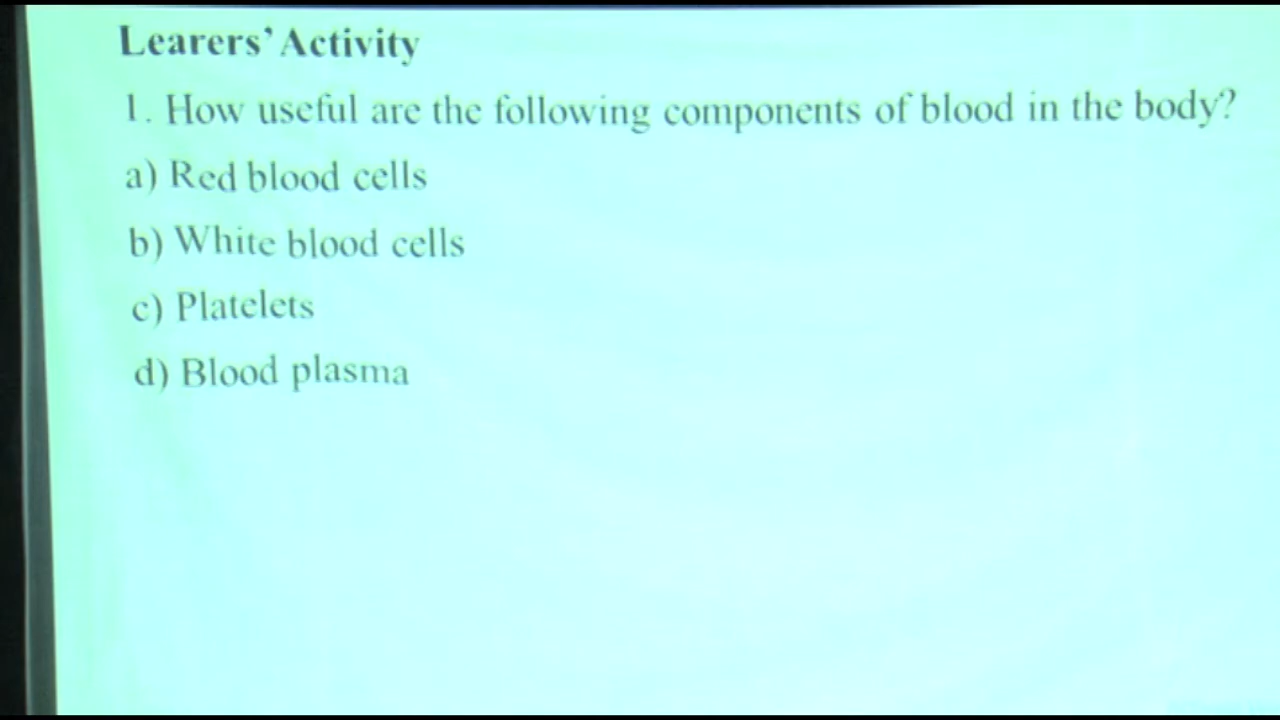 Learers' Activity
1. How useful are the following components of blood in the body?
a) Red blood cells
b) White blood cells
c) Platelets
d) Blood plasma